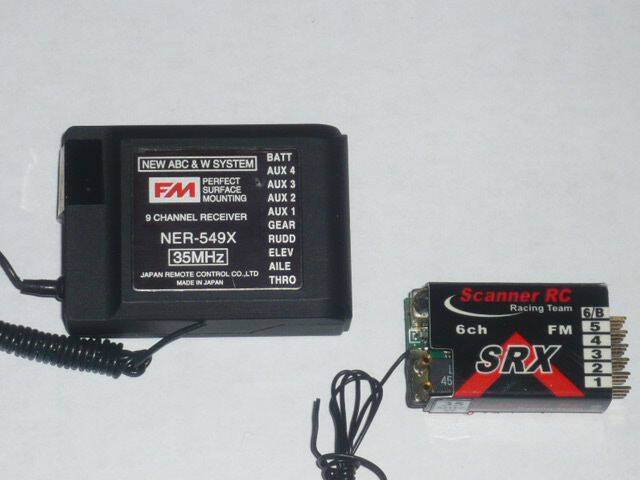 NEW ABC & W SYSTEM
FM PERFECT
SURFACE
MOUNTING
9 CHANNEL RECEIVER
NER-549X
35MHz
JAPAN REMOTE CONTROL CO.,LTD
MADE IN JAPAN
BATT
AUX 4
AUX 3
AUX 2
AUX 1
GEAR
RUDD
ELEV
AILE
THRO
Scanner RC
Racing Team
6ch FM
SRX
6/B
5
4
3
2
1
L
45